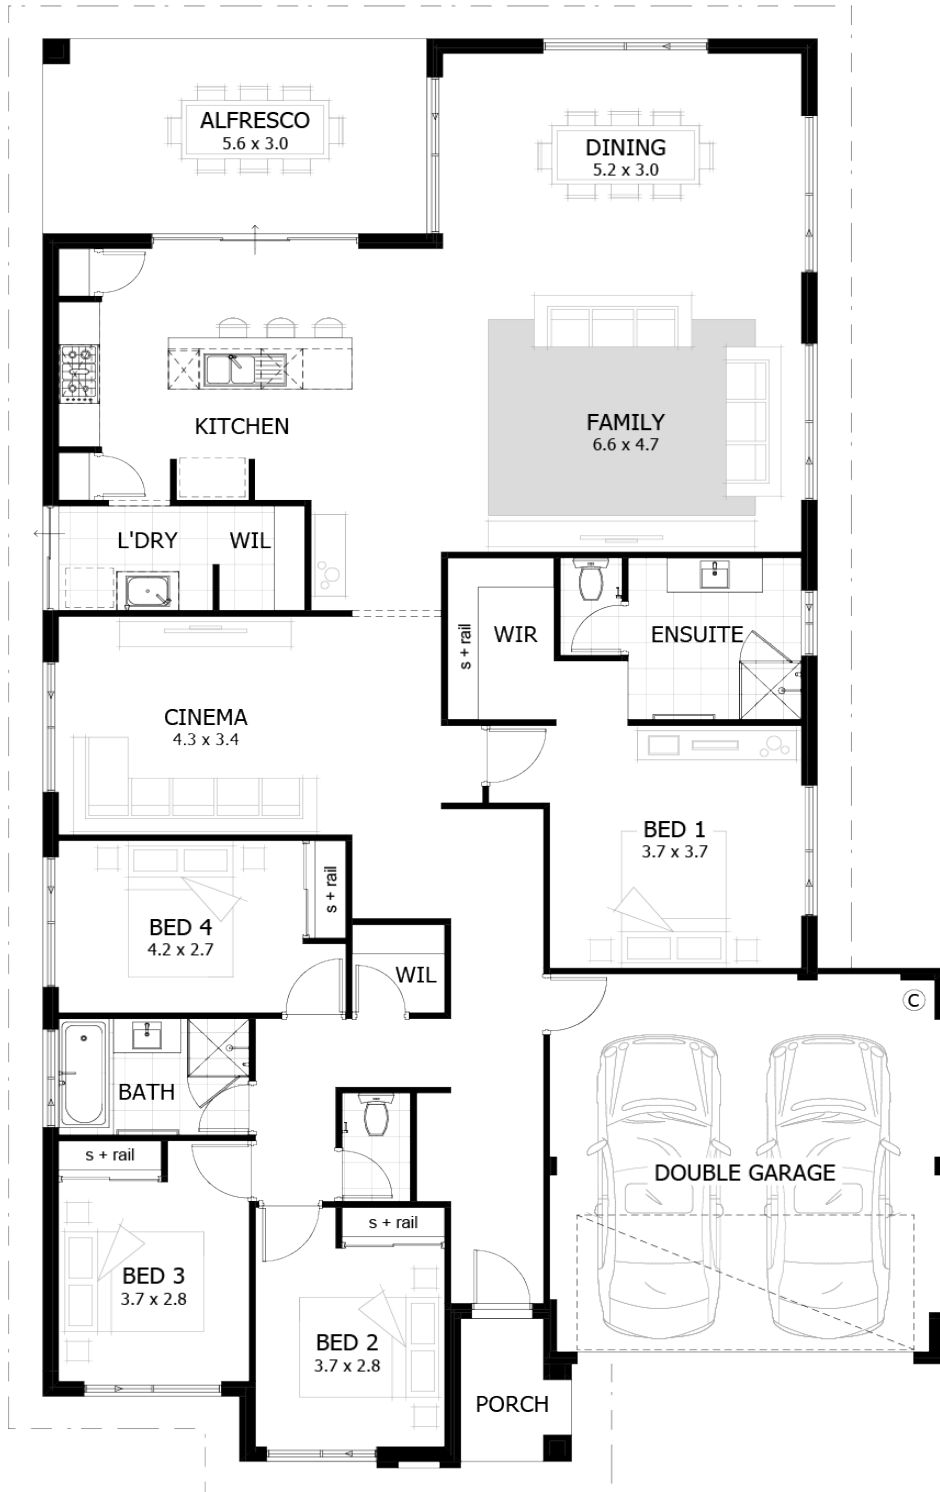 ALFRESCO
5.6 x 3.0
DINING
5.2 x 3.0
KITCHEN
FAMILY
6.6 x 4.7
L'DRY
WIL
s + rail
WIR
ENSUITE
CINEMA
4.3 x 3.4
BED 1
3.7 x 3.7
s + rail
BED 4
4.2 x 2.7
WIL
C
BATH
DOUBLE GARAGE
s + rail
s + rail
BED 3
3.7 x 2.8
BED 2
3.7 x 2.8
PORCH